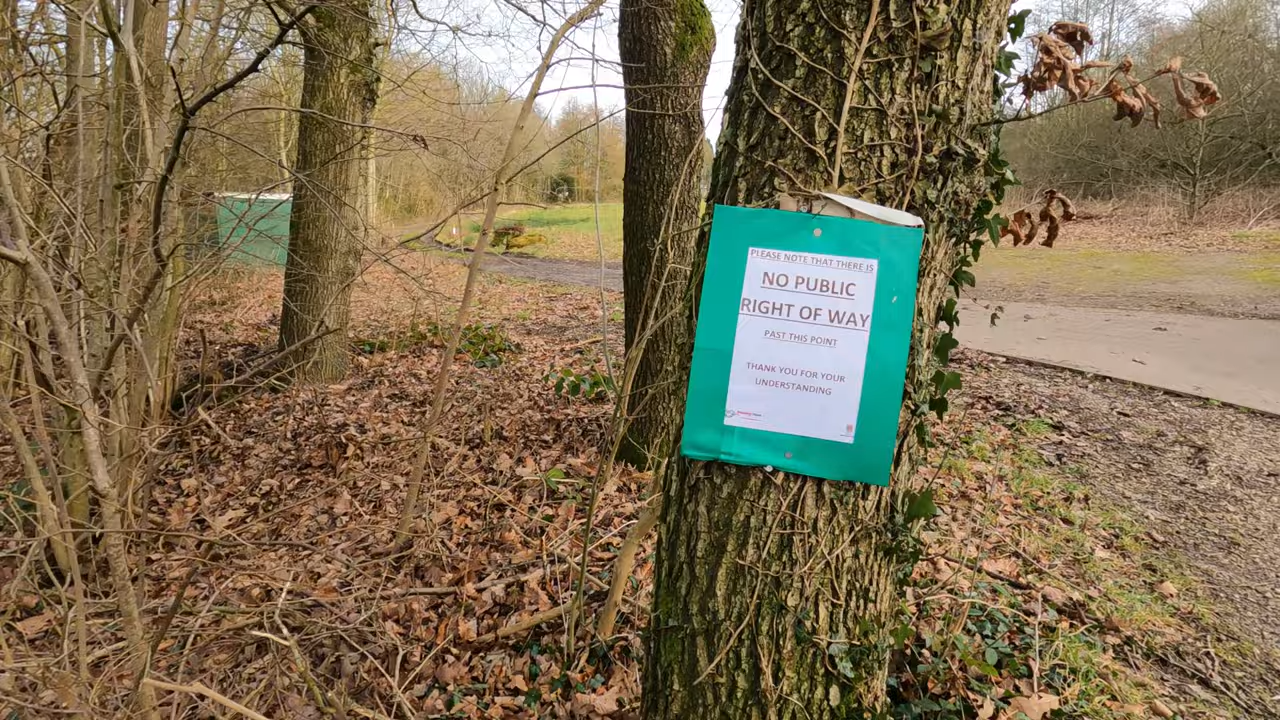 PLEASE NOTE THAT THERE IS
NO PUBLIC
RIGHT OF WAY
PAST THIS POINT
THANK YOU FOR YOUR
UNDERSTANDING